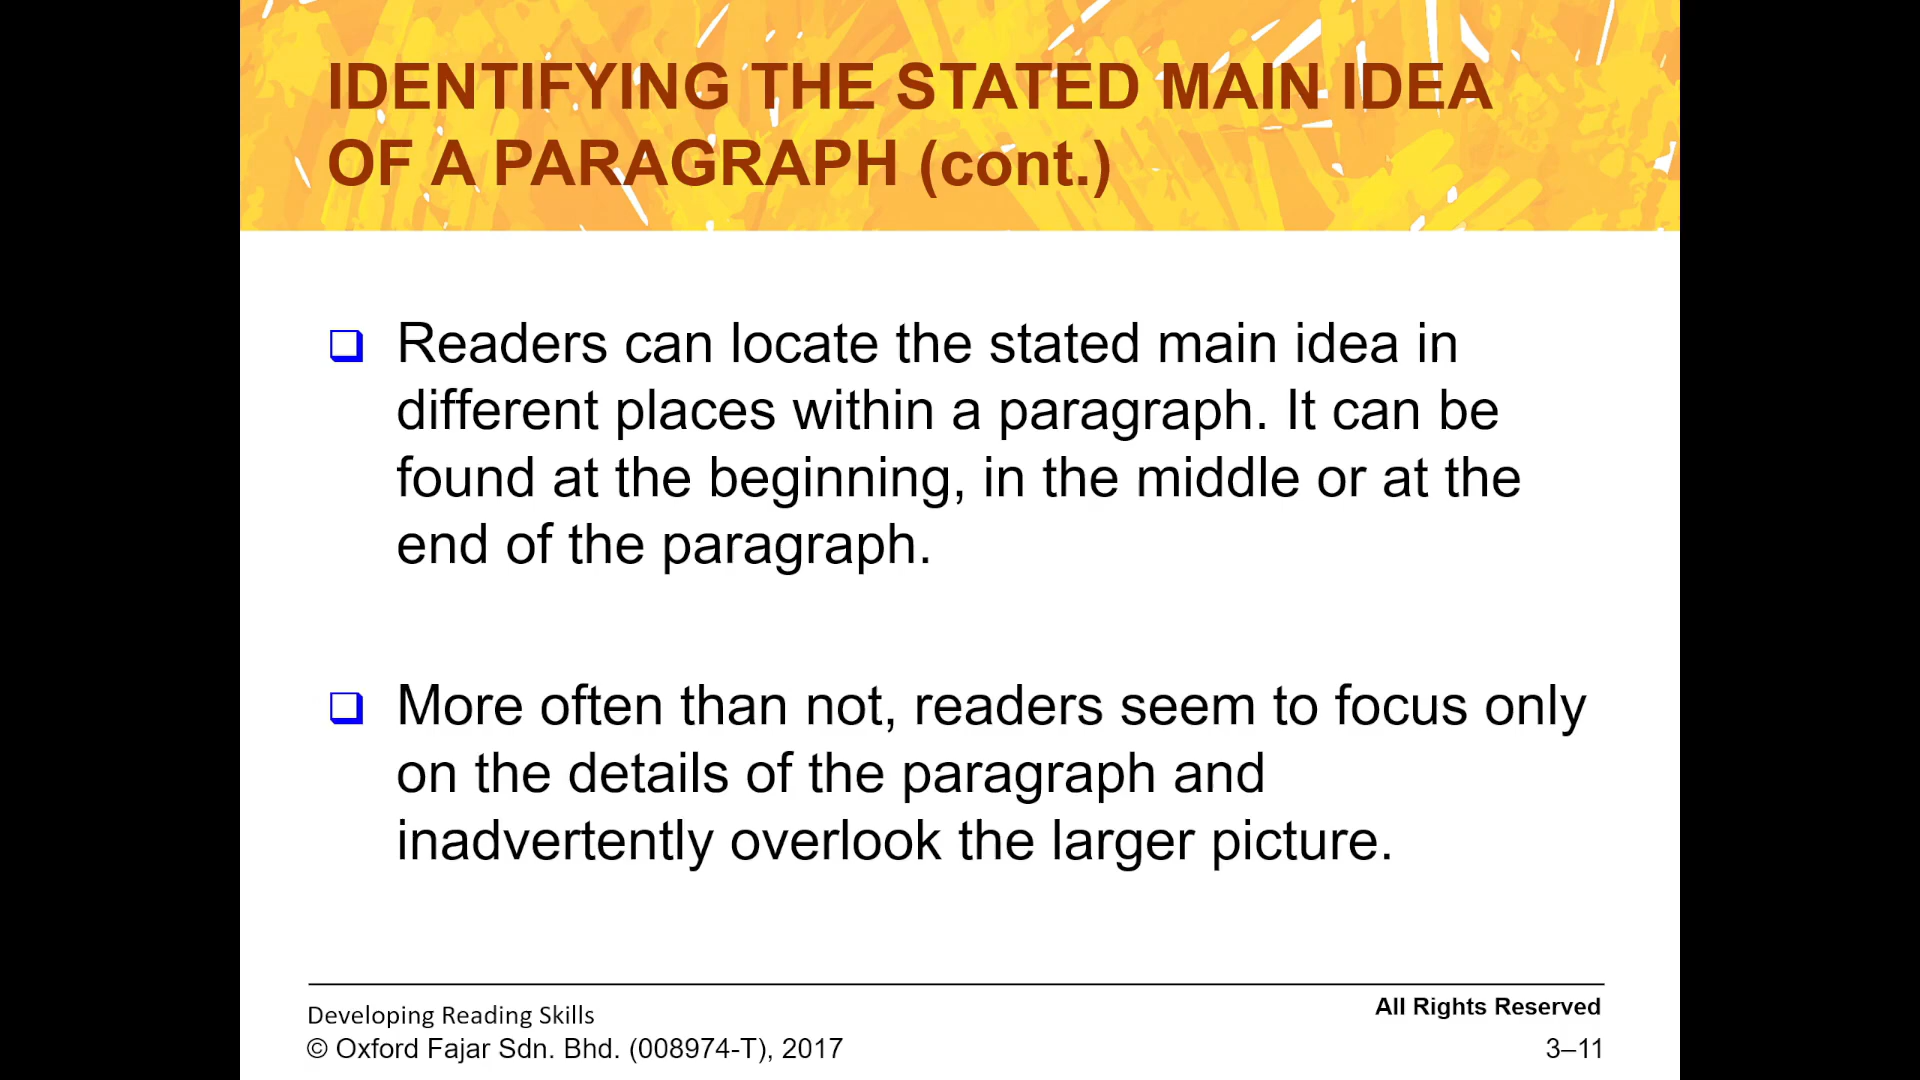 IDENTIFYING THE STATED MAIN IDEA
OF A PARAGRAPH (cont.)
Readers can locate the stated main idea in
different places within a paragraph. It can be
found at the beginning, in the middle or at the
end of the paragraph.
More often than not, readers seem to focus only
on the details of the paragraph and
inadvertently overlook the larger picture.
Developing Reading Skills
© Oxford Fajar Sdn. Bhd. (008974-T), 2017
All Rights Reserved
3–11